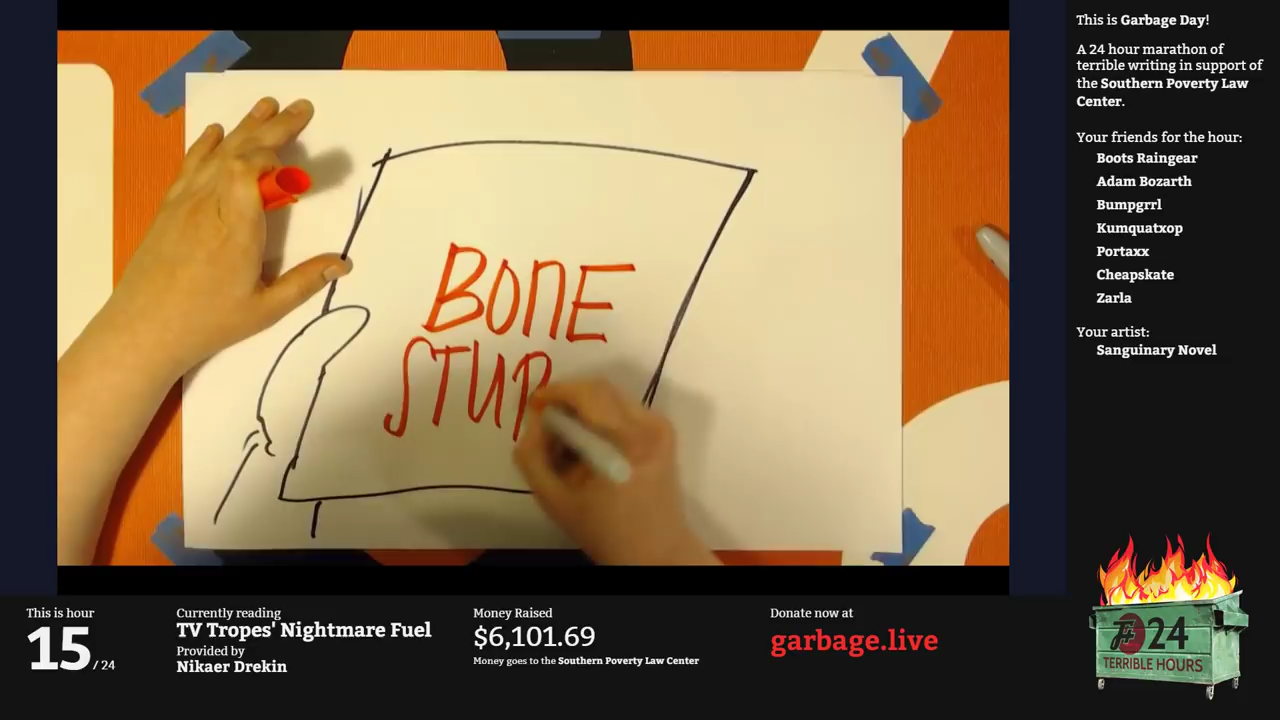 This is Garbage Day!
A 24 hour marathon of
terrible writing in support of
the Southern Poverty Law
Center.
Your friends for the hour:
Boots Raingear
Adam Bozarth
Bumpgrrl
Kumquatxop
Portaxx
Cheapskate
Zarla
Your artist:
Sanguinary Novel
BONE
STUP
This is hour
15 / 24
Currently reading
TV Tropes' Nightmare Fuel
Provided by
Nikaer Drekin
Money Raised
$6,101.69
Money goes to the Southern Poverty Law Center
Donate now at
garbage.live
24
TERRIBLE HOURS